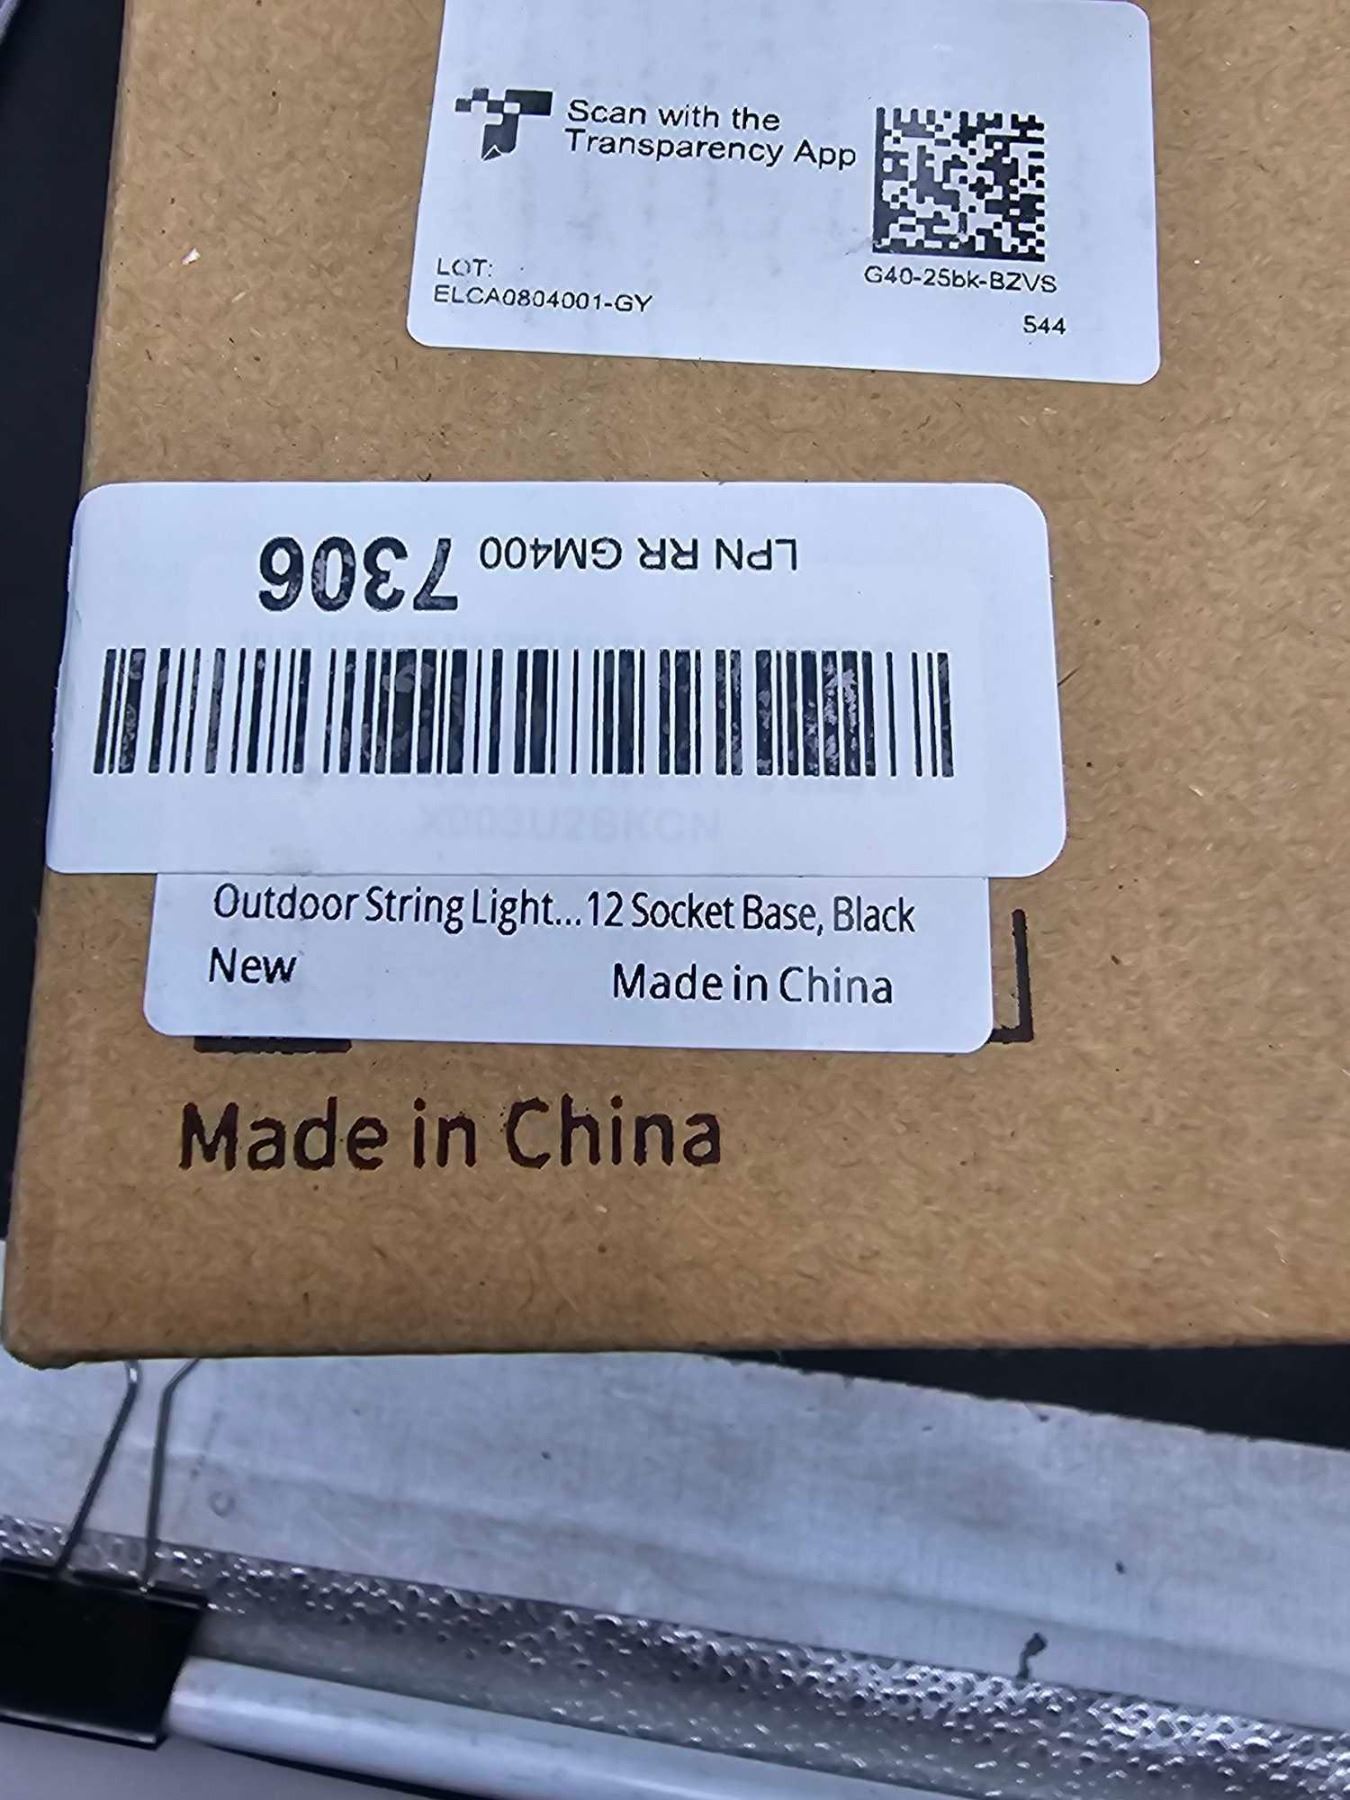 Scan with the
Transparency App
LOT:
ELCA0804001-GY
G40-25bk-BZVS
544
LPN RR GM400 7306
X003U2BKCN
Outdoor String Light...12 Socket Base, Black
New
Made in China
Made in China